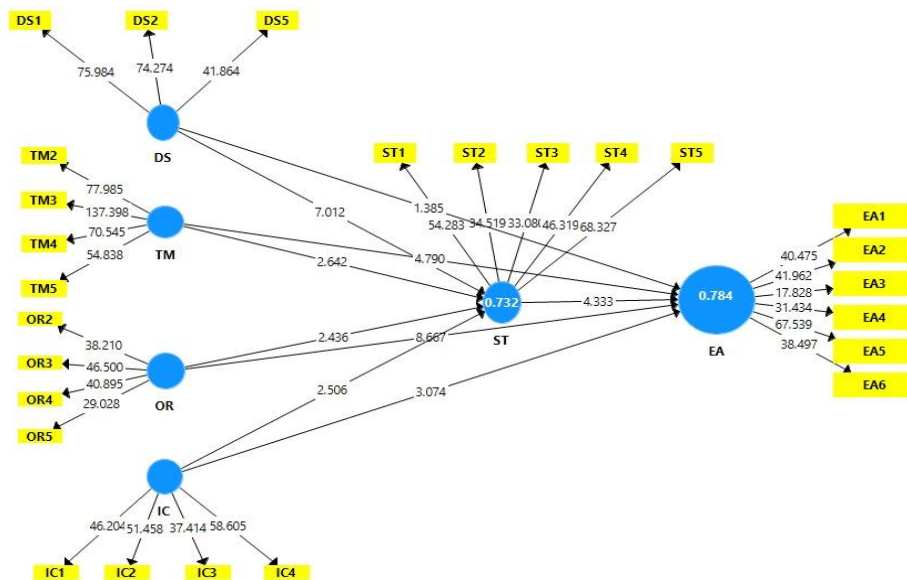 DS1
DS2
DS5
75.984
74.274
41.864
DS
TM2
TM3
TM4
TM5
77.985
137.398
70.545
54.838
TM
ST1
ST2
ST3
ST4
ST5
54.283
34.519
33.080
46.319
68.327
7.012
1.385
2.642
4.790
0.732
ST
4.333
0.784
EA
EA1
EA2
EA3
EA4
EA5
EA6
40.475
41.962
17.828
31.434
67.539
38.497
OR2
OR3
OR4
OR5
38.210
46.500
40.895
29.028
OR
2.436
8.667
2.506
3.074
IC
46.204
51.458
37.414
58.605
IC1
IC2
IC3
IC4